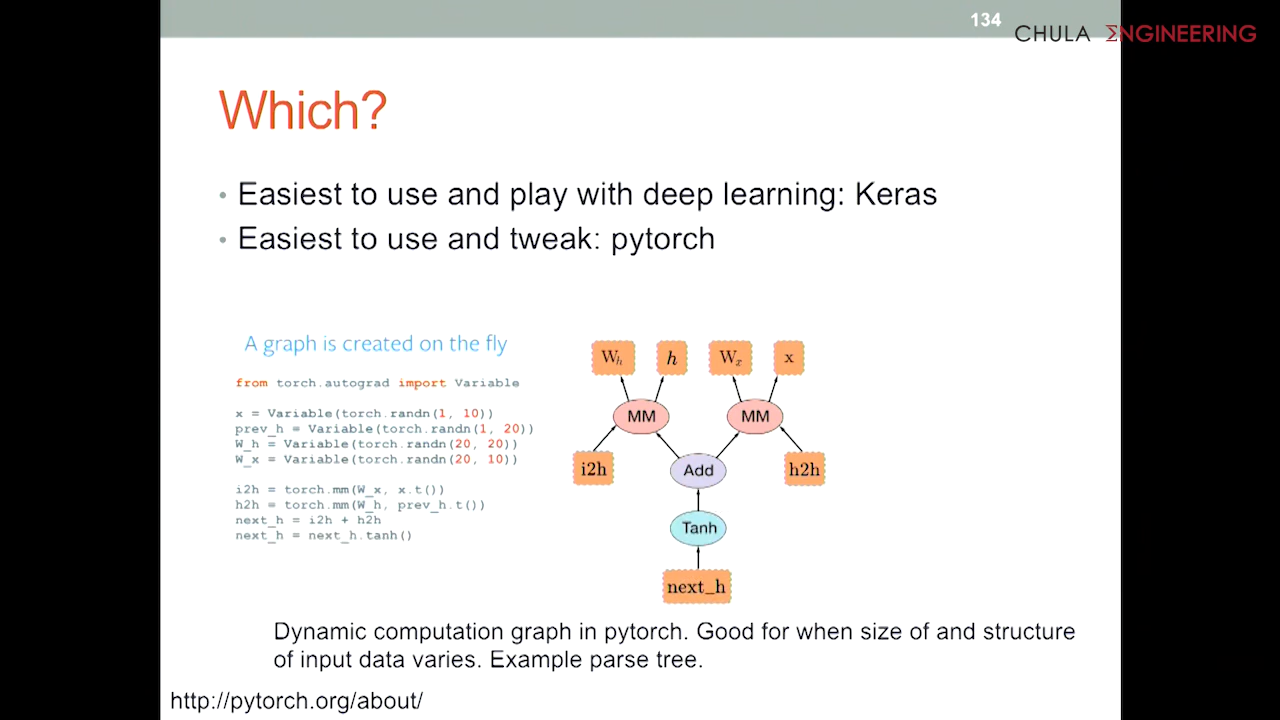 134
CHULA ΣNGINEERING
Which?
• Easiest to use and play with deep learning: Keras
• Easiest to use and tweak: pytorch
A graph is created on the fly
from torch.autograd import Variable
x = Variable(torch.randn(1, 10))
prev_h = Variable(torch.randn(1, 20))
W_h = Variable(torch.randn(20, 20))
W_x = Variable(torch.randn(20, 10))
i2h = torch.mm(W_x, x.t())
h2h = torch.mm(W_h, prev_h.t())
next_h = i2h + h2h
next_h = next_h.tanh()
W_h h W_x x
MM MM
i2h Add h2h
Tanh
next_h
Dynamic computation graph in pytorch. Good for when size of and structure
of input data varies. Example parse tree.
http://pytorch.org/about/